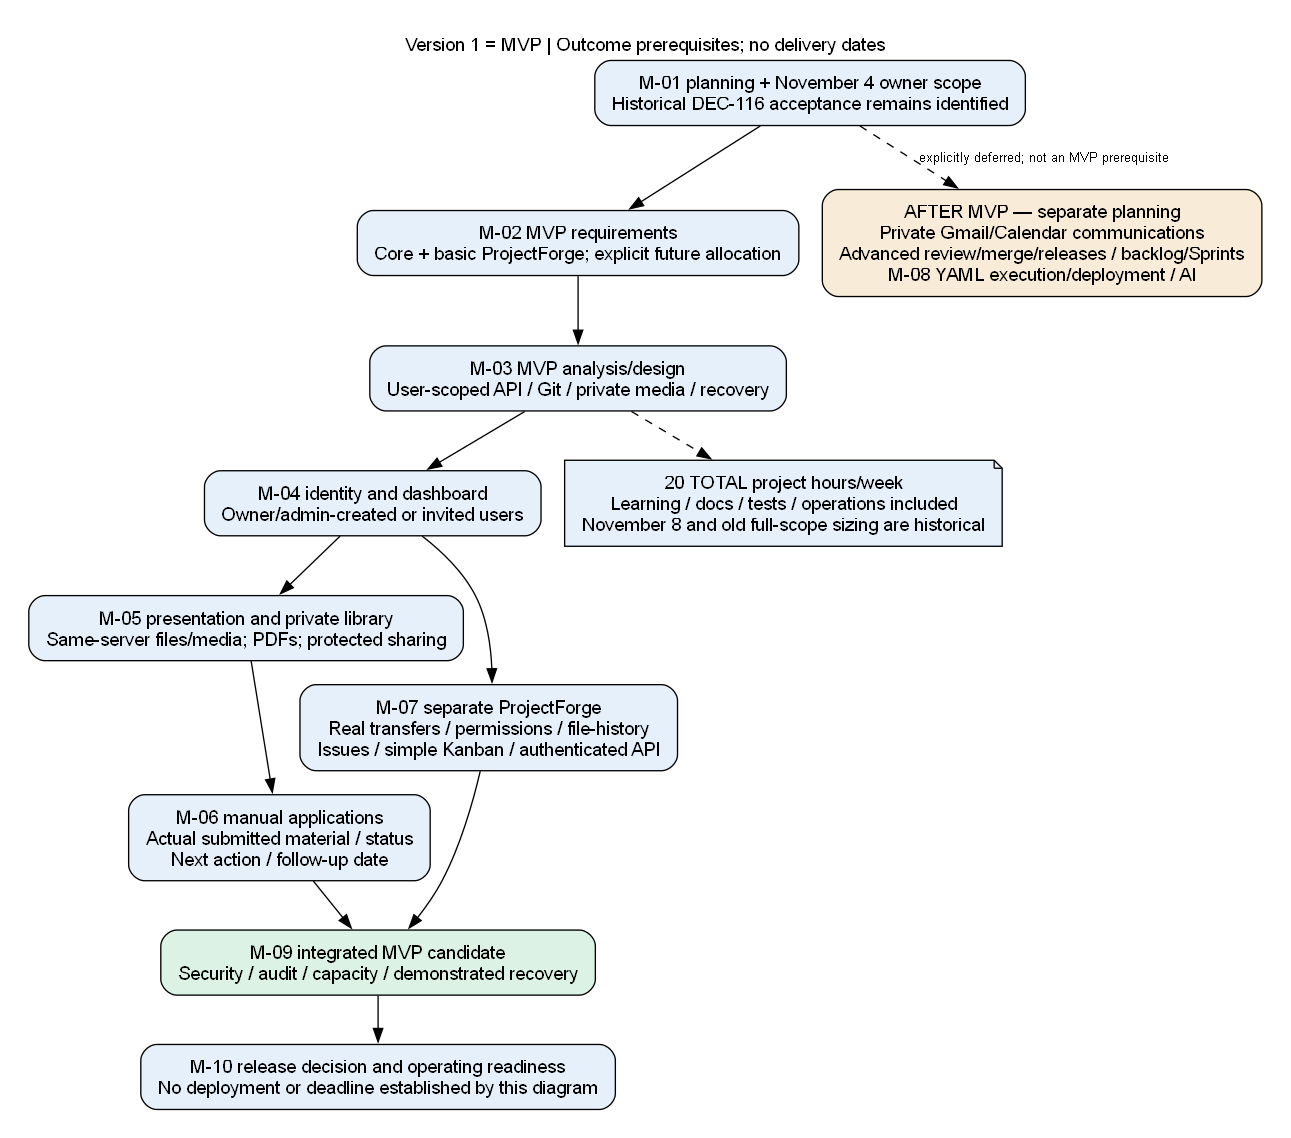 Version 1 = MVP | Outcome prerequisites; no delivery dates
M-01 planning + November 4 owner scope
Historical DEC-116 acceptance remains identified
explicitly deferred; not an MVP prerequisite
AFTER MVP — separate planning
Private Gmail/Calendar communications
Advanced review/merge/releases / backlog/Sprints
M-08 YAML execution/deployment / AI
M-02 MVP requirements
Core + basic ProjectForge; explicit future allocation
M-03 MVP analysis/design
User-scoped API / Git / private media / recovery
20 TOTAL project hours/week
Learning / docs / tests / operations included
November 8 and old full-scope sizing are historical
M-04 identity and dashboard
Owner/admin-created or invited users
M-05 presentation and private library
Same-server files/media; PDFs; protected sharing
M-07 separate ProjectForge
Real transfers / permissions / file-history
Issues / simple Kanban / authenticated API
M-06 manual applications
Actual submitted material / status
Next action / follow-up date
M-09 integrated MVP candidate
Security / audit / capacity / demonstrated recovery
M-10 release decision and operating readiness
No deployment or deadline established by this diagram